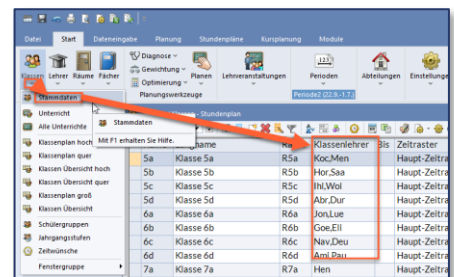 Datei Start Dateneingabe Planung Stundenpläne Kursplanung Module
Klassen Lehrer Räume Fächer
Diagnose
Gewichtung
Optimierung
Planen Lehrveranstaltungen Perioden Abteilungen Einstellunge
Planungswerkzeuge Periode2 (22.9.-1.7.)
Stammdaten
Unterricht
Alle Unterrichte
Klassenplan hoch
Klassenplan quer
Klassen Übersicht hoch
Klassen Übersicht quer
Klassenplan groß
Klassen Übersicht
Schülergruppen
Jahrgangsstufen
Zeitwünsche
Fenstergruppe
Stammdaten
Mit F1 erhalten Sie Hilfe.
- Stundenplan
Klassenlehrer Bis Zeitraster
5a Klasse 5a R5a Koc,Men Haupt-Zeitra
5b Klasse 5b R5b Hor,Saa Haupt-Zeitra
5c Klasse 5c R5c Ihl,Wol Haupt-Zeitra
5d Klasse 5d R5d Abr,Dur Haupt-Zeitra
6a Klasse 6a R6a Jon,Lue Haupt-Zeitra
6b Klasse 6b R6b Goe,Ell Haupt-Zeitra
6c Klasse 6c R6c Nav,Deu Haupt-Zeitra
6d Klasse 6d R6d Aml,Pau Haupt-Zeitra
7a Klasse 7a R7a Hen Haupt-Zeitra